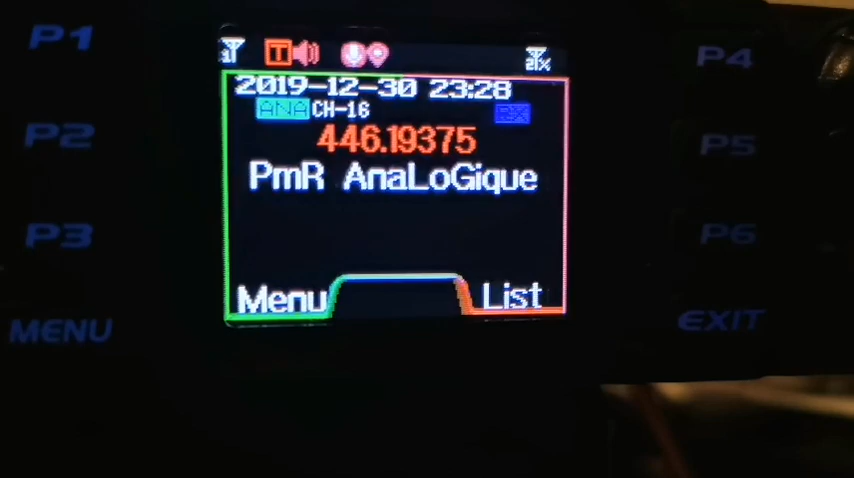 P1
P4
2019-12-30 23:28
ANA CH-16
446.19375
P2
P5
PmR AnaLoGique
P3
P6
Menu
List
MENU
EXIT